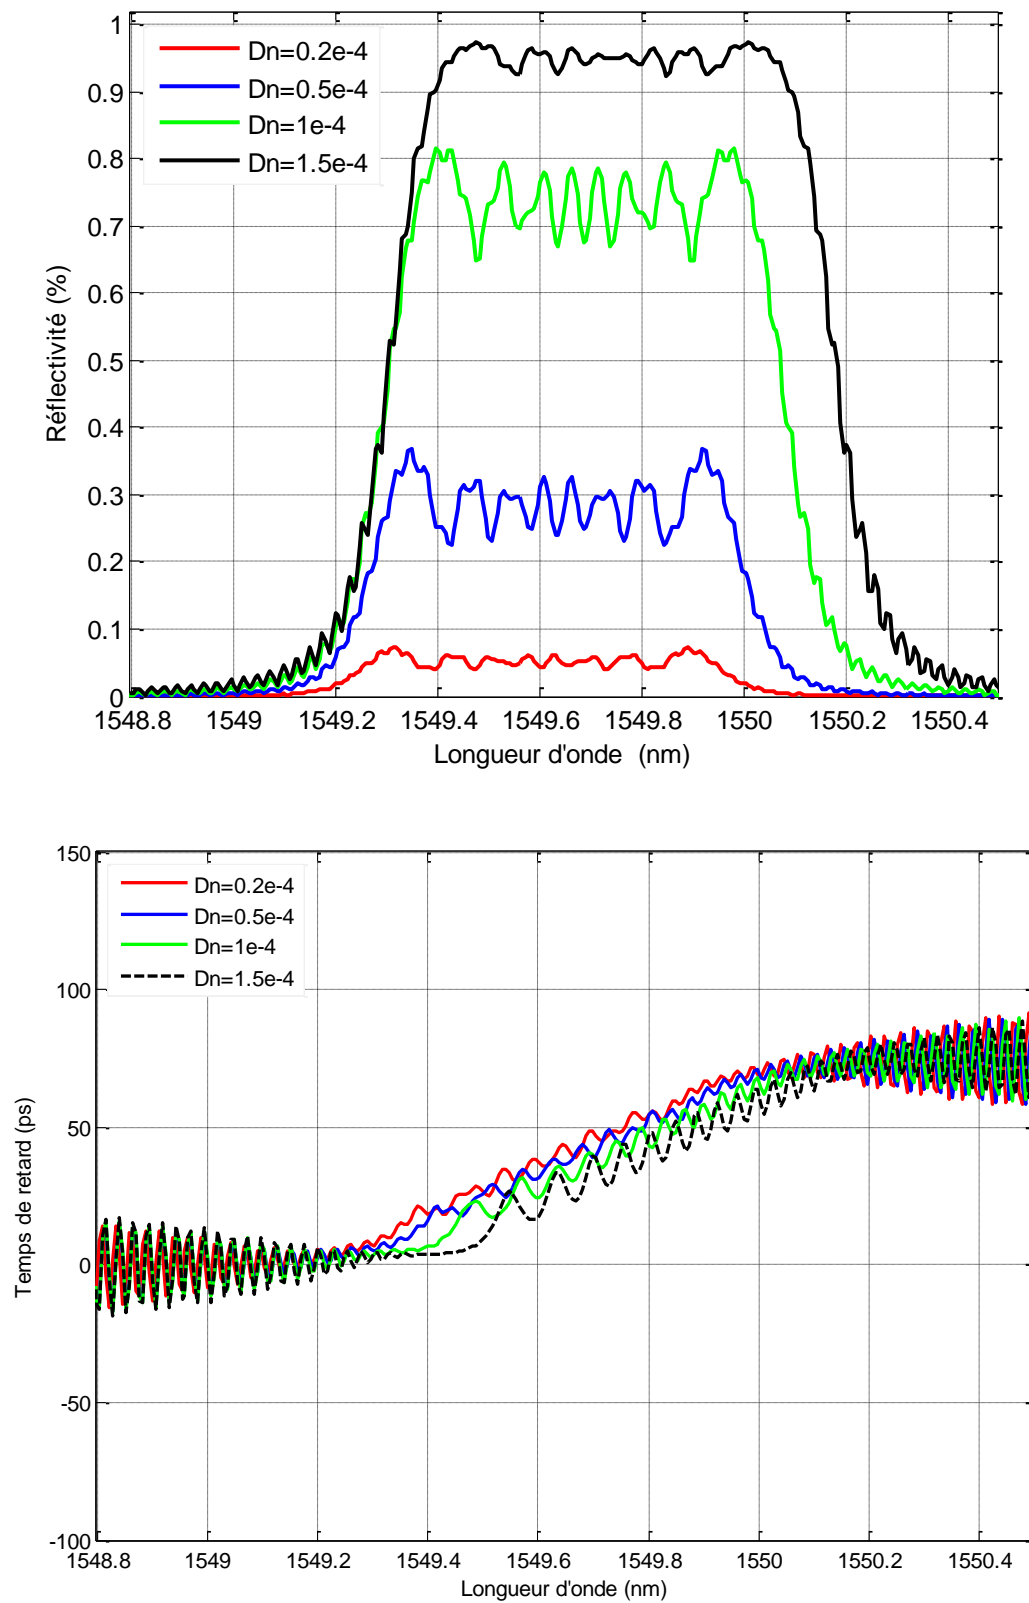 1
0.9
0.8
0.7
0.6
0.5
0.4
0.3
0.2
0.1
0
Réflectivité (%)
Dn=0.2e-4
Dn=0.5e-4
Dn=1e-4
Dn=1.5e-4
1548.8 1549 1549.2 1549.4 1549.6 1549.8 1550 1550.2 1550.4
Longueur d'onde (nm)
150
100
50
0
-50
-100
Temps de retard (ps)
Dn=0.2e-4
Dn=0.5e-4
Dn=1e-4
Dn=1.5e-4
1548.8 1549 1549.2 1549.4 1549.6 1549.8 1550 1550.2 1550.4
Longueur d'onde (nm)